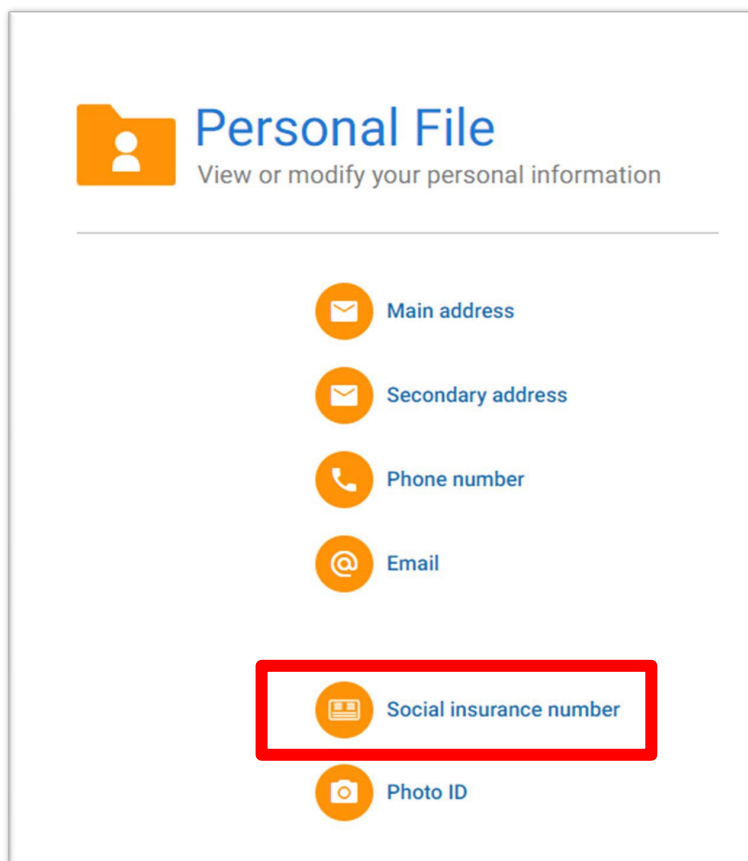 Personal File
View or modify your personal information
Main address
Secondary address
Phone number
Email
Social insurance number
Photo ID